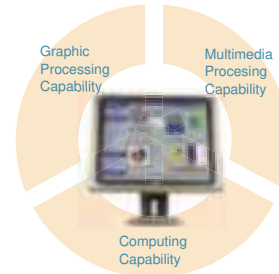 Graphic
Processing
Capability
Multimedia
Procesing
Capability
Computing
Capability